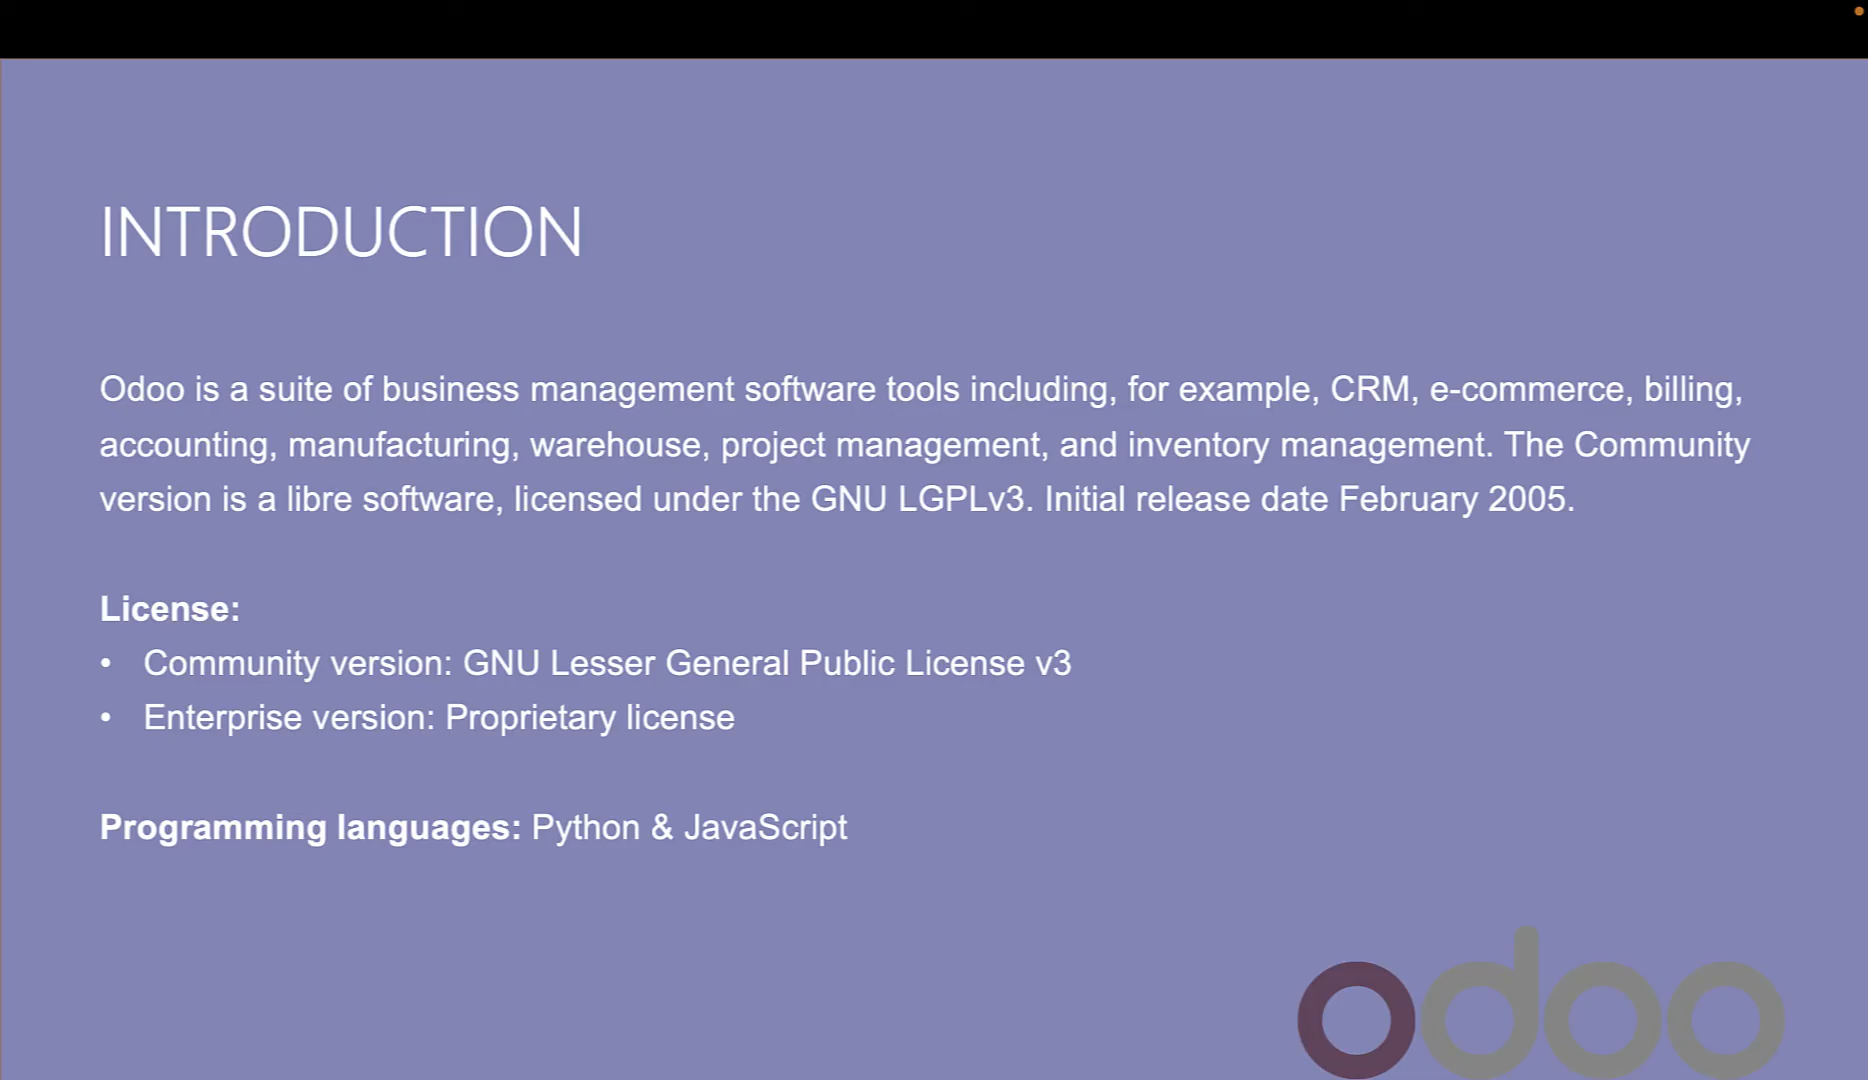 INTRODUCTION
Odoo is a suite of business management software tools including, for example, CRM, e-commerce, billing,
accounting, manufacturing, warehouse, project management, and inventory management. The Community
version is a libre software, licensed under the GNU LGPLv3. Initial release date February 2005.
License:
• Community version: GNU Lesser General Public License v3
• Enterprise version: Proprietary license
Programming languages: Python & JavaScript
odoo